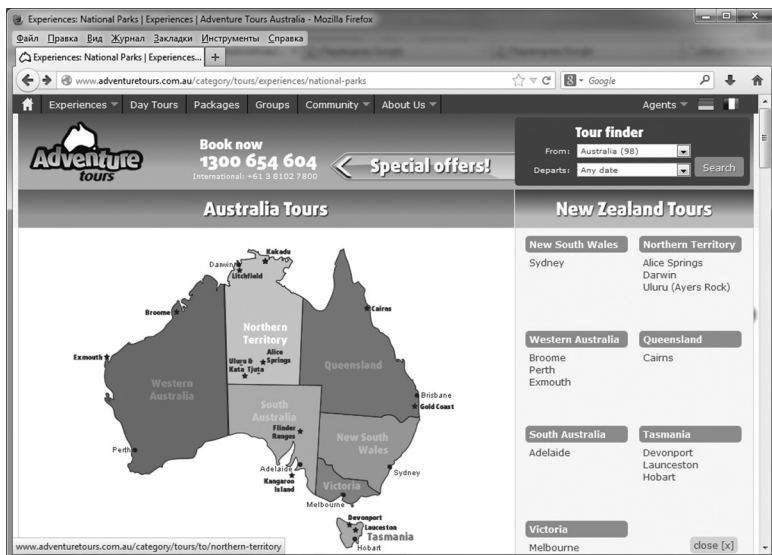 Experiences: National Parks | Experiences | Adventure Tours Australia - Mozilla Firefox
Файл Правка Вид Журнал Закладки Инструменты Справка
Experiences: National Parks | Experiences... +
www.adventuretours.com.au/category/tours/experiences/national-parks
Google
Experiences Day Tours Packages Groups Community About Us Agents
Adventure tours
Book now
1300 654 604
International: +61 3 8102 7800
Special offers!
Tour finder
From: Australia (98)
Departs: Any date
Search
Australia Tours
New Zealand Tours
Kakadu
Darwin
Litchfield
Broome
Cairns
Northern Territory
Exmouth
Uluru & Kata Tjuta
Alice Springs
Queensland
Western Australia
Brisbane
Gold Coast
South Australia
Flinder Ranges
New South Wales
Perth
Adelaide
Sydney
Kangaroo Island
Victoria
Melbourne
Devonport
Lauceston
Tasmania
Hobart
New South Wales
Sydney
Northern Territory
Alice Springs
Darwin
Uluru (Ayers Rock)
Western Australia
Broome
Perth
Exmouth
Queensland
Cairns
South Australia
Adelaide
Tasmania
Devonport
Launceston
Hobart
Victoria
Melbourne
close [x]
www.adventuretours.com.au/category/tours/to/northern-territory